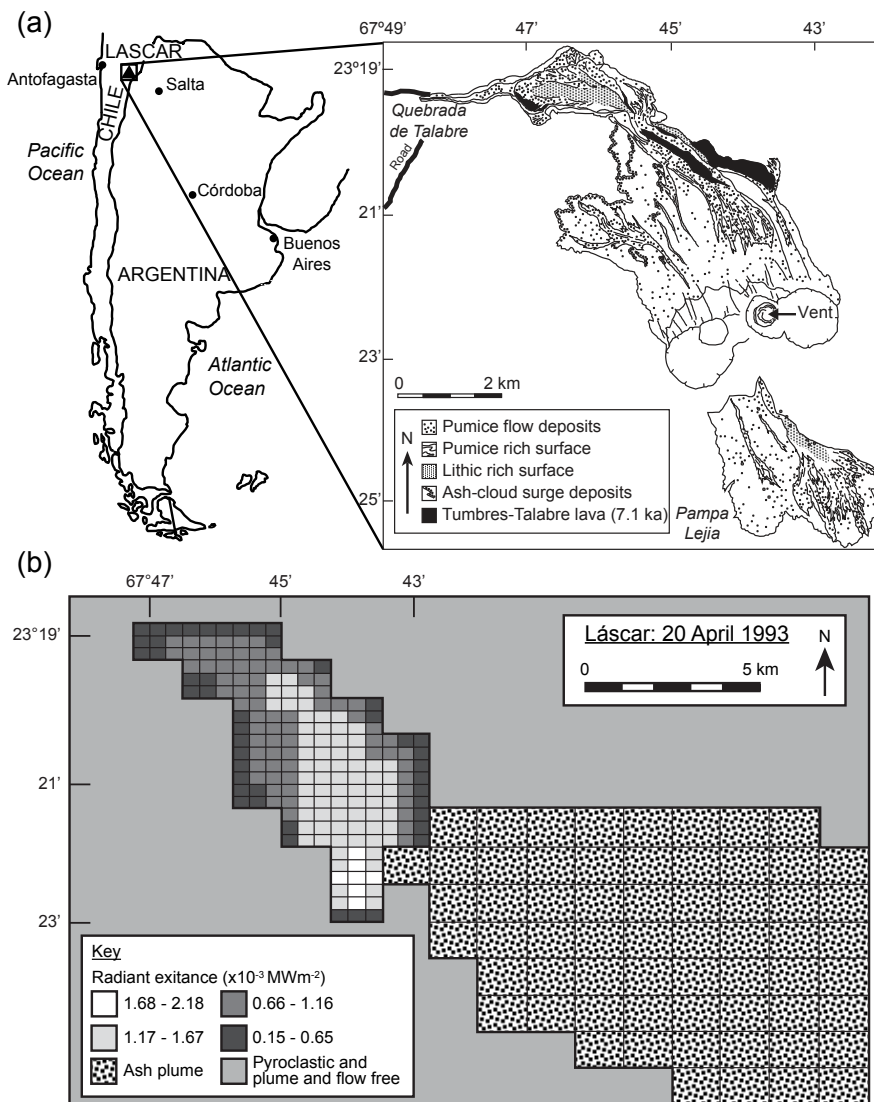 (a)
67°49'
47'
45'
43'
LASCAR
23°19'
Antofagasta
Salta
CHILE
Quebrada
de Talabre
Pacific
Ocean
Road
Córdoba
21'
Buenos
Aires
ARGENTINA
Vent
Atlantic
Ocean
23'
0 2 km
N
Pumice flow deposits
Pumice rich surface
Lithic rich surface
Ash-cloud surge deposits
Tumbres-Talabre lava (7.1 ka)
25'
Pampa
Lejia
(b)
67°47'
45'
43'
23°19'
Láscar: 20 April 1993
N
0 5 km
21'
23'
Key
Radiant exitance (x10-3 MWm-2)
1.68 - 2.18
0.66 - 1.16
1.17 - 1.67
0.15 - 0.65
Ash plume
Pyroclastic and
plume and flow free